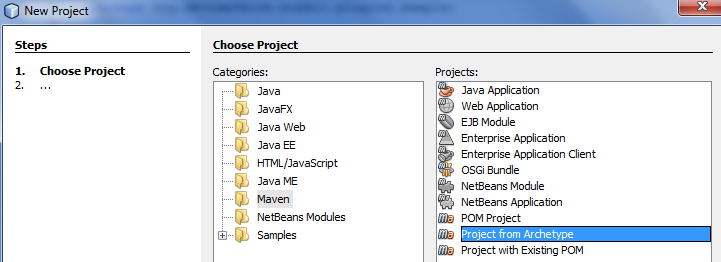 New Project
Steps
1. Choose Project
2. ...
Choose Project
Categories:
Java
JavaFX
Java Web
Java EE
HTML/JavaScript
Java ME
Maven
NetBeans Modules
Samples
Projects:
Java Application
Web Application
EJB Module
Enterprise Application
Enterprise Application Client
OSGi Bundle
NetBeans Module
NetBeans Application
POM Project
Project from Archetype
Project with Existing POM